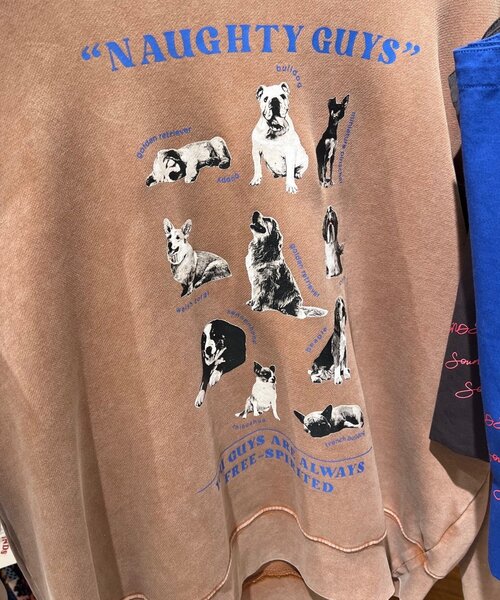 “NAUGHTY GUYS”
bulldog
golden retriever
puppy
miniature pinscher
golden retriever
welsh corgi
beagle
chihuahua
french bulldog
GUYS ARE ALWAYS
FREE-SPIRITED